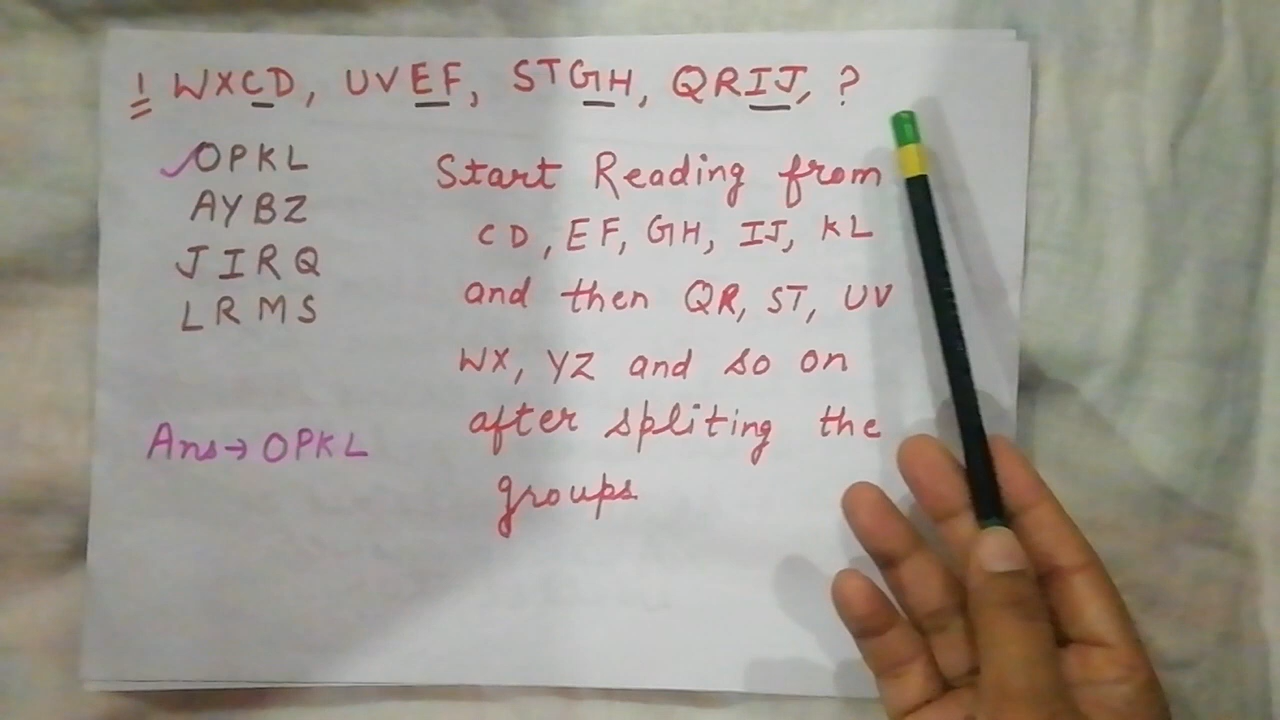 1 WXCD, UVEF, STGH, QRIJ, ?
OPKL
AYBZ
JIRQ
LRMS
Ans→OPKL
Start Reading from
CD, EF, GH, IJ, KL
and then QR, ST, UV
WX, YZ and so on
after spliting the
groups